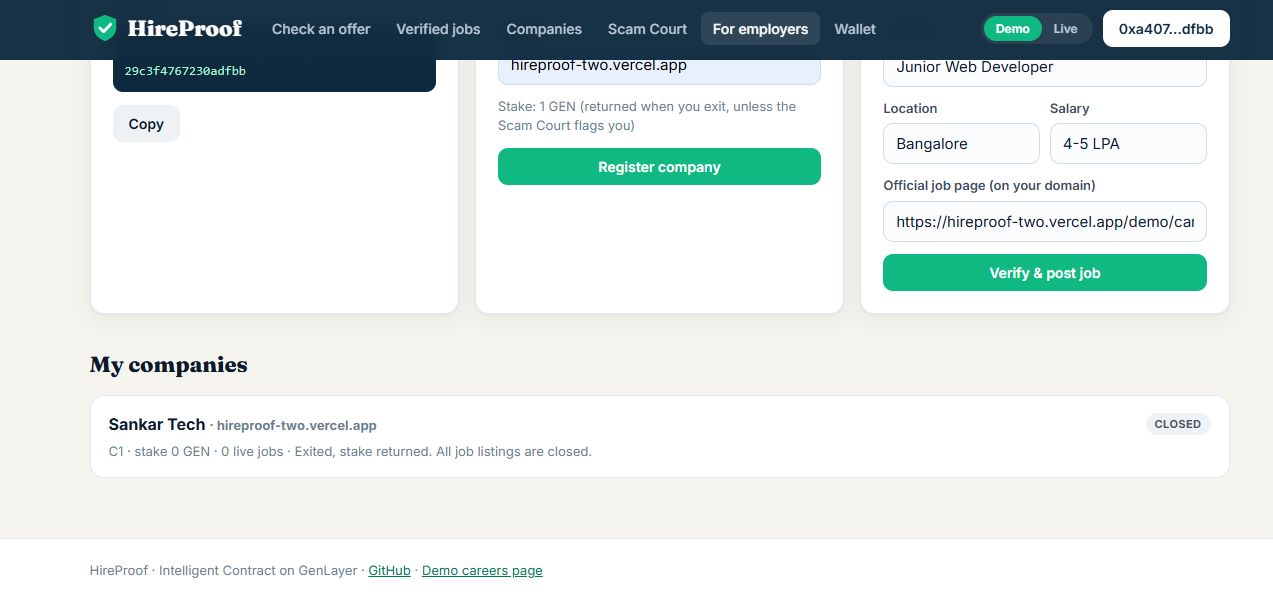 HireProof
Check an offer
Verified jobs
Companies
Scam Court
For employers
Wallet
Demo
Live
0xa407...dfbb
29c3f4767230adfbb
Copy
hireproof-two.vercel.app
Stake: 1 GEN (returned when you exit, unless the
Scam Court flags you)
Register company
Junior Web Developer
Location
Salary
Bangalore
4-5 LPA
Official job page (on your domain)
https://hireproof-two.vercel.app/demo/car
Verify & post job
My companies
Sankar Tech · hireproof-two.vercel.app
CLOSED
C1 · stake 0 GEN · 0 live jobs · Exited, stake returned. All job listings are closed.
HireProof · Intelligent Contract on GenLayer · GitHub · Demo careers page